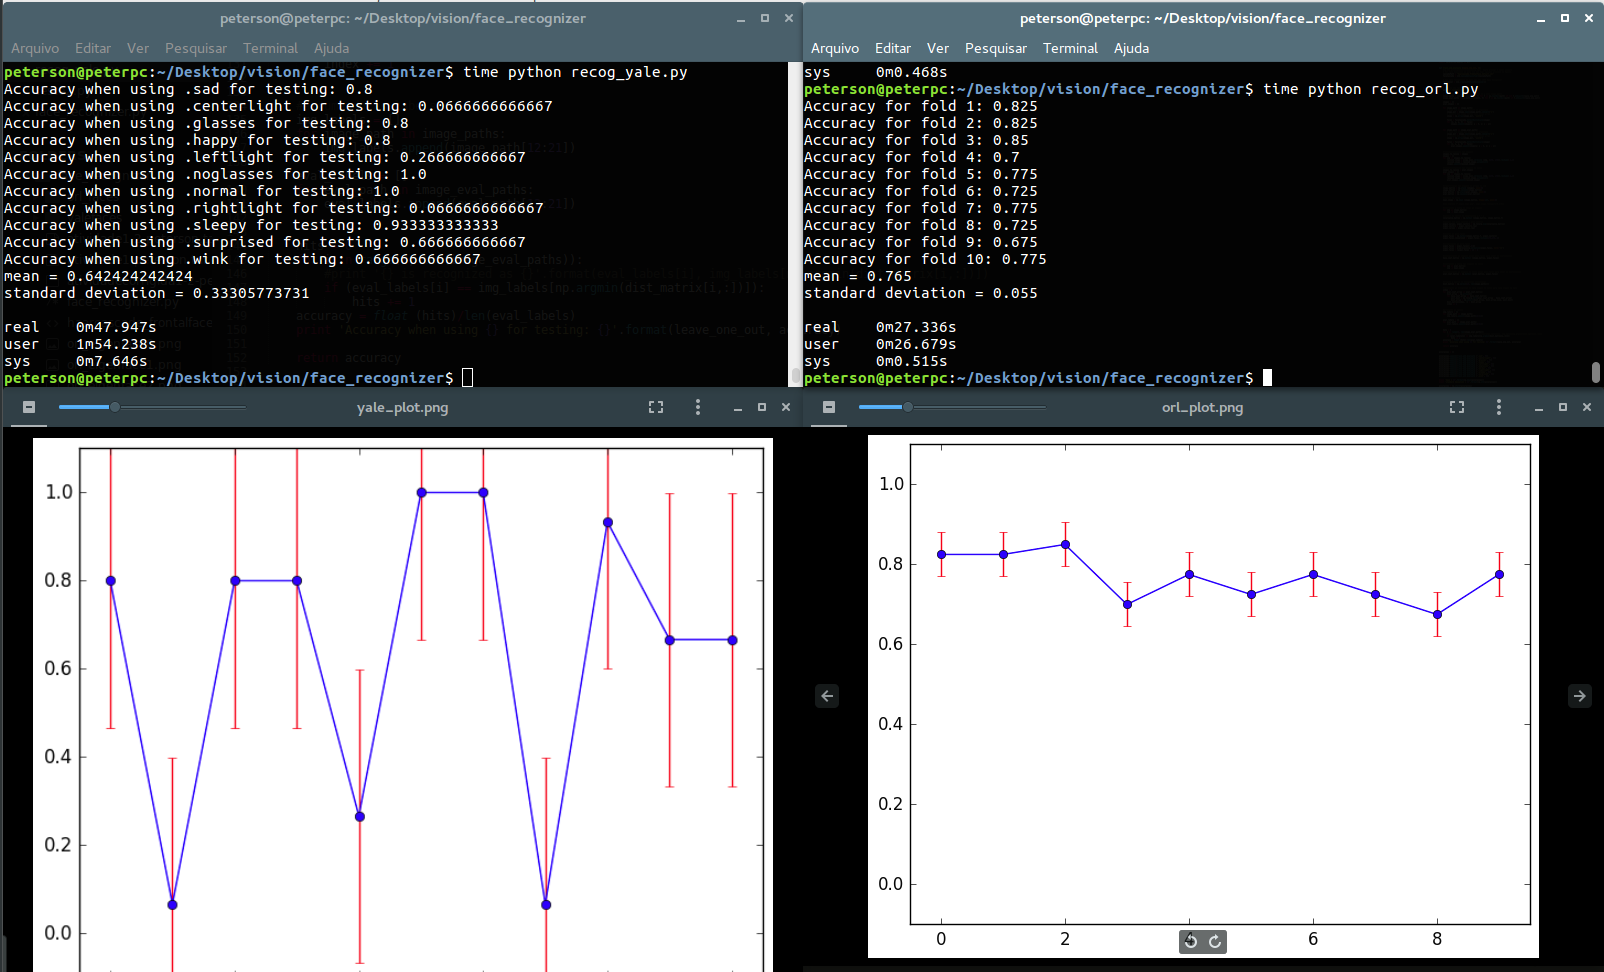 peterson@peterpc: ~/Desktop/vision/face_recognizer
Arquivo Editar Ver Pesquisar Terminal Ajuda
peterson@peterpc:~/Desktop/vision/face_recognizer$ time python recog_yale.py
Accuracy when using .sad for testing: 0.8
Accuracy when using .centerlight for testing: 0.0666666666667
Accuracy when using .glasses for testing: 0.8
Accuracy when using .happy for testing: 0.8
Accuracy when using .leftlight for testing: 0.266666666667
Accuracy when using .noglasses for testing: 1.0
Accuracy when using .normal for testing: 1.0
Accuracy when using .rightlight for testing: 0.0666666666667
Accuracy when using .sleepy for testing: 0.933333333333
Accuracy when using .surprised for testing: 0.666666666667
Accuracy when using .wink for testing: 0.666666666667
mean = 0.642424242424
standard deviation = 0.33305773731
real 0m47.947s
user 1m54.238s
sys 0m7.646s
peterson@peterpc:~/Desktop/vision/face_recognizer$
peterson@peterpc: ~/Desktop/vision/face_recognizer
Arquivo Editar Ver Pesquisar Terminal Ajuda
sys 0m0.468s
peterson@peterpc:~/Desktop/vision/face_recognizer$ time python recog_orl.py
Accuracy for fold 1: 0.825
Accuracy for fold 2: 0.825
Accuracy for fold 3: 0.85
Accuracy for fold 4: 0.7
Accuracy for fold 5: 0.775
Accuracy for fold 6: 0.725
Accuracy for fold 7: 0.775
Accuracy for fold 8: 0.725
Accuracy for fold 9: 0.675
Accuracy for fold 10: 0.775
mean = 0.765
standard deviation = 0.055
real 0m27.336s
user 0m26.679s
sys 0m0.515s
peterson@peterpc:~/Desktop/vision/face_recognizer$
yale_plot.png
1.0
0.8
0.6
0.4
0.2
0.0
orl_plot.png
1.0
0.8
0.6
0.4
0.2
0.0
0 2 4 6 8